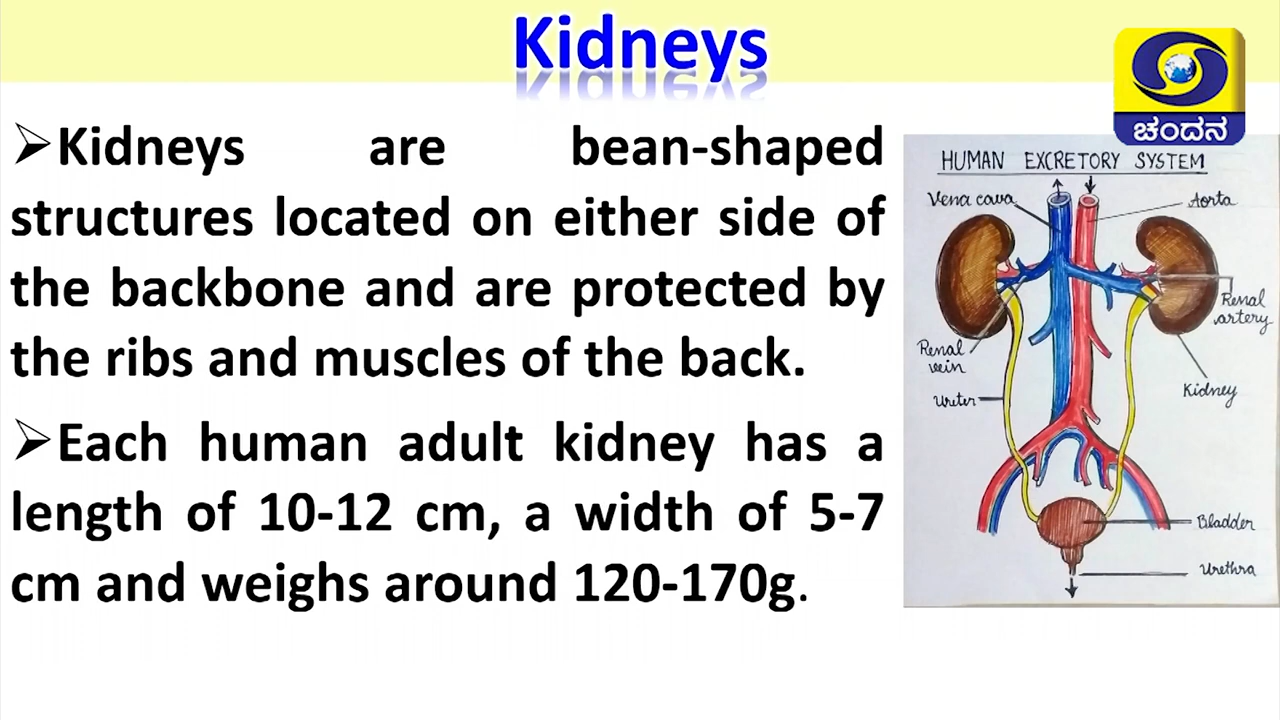 Kidneys
ಚಂದನ
➢Kidneys are bean-shaped
structures located on either side of
the backbone and are protected by
the ribs and muscles of the back.
➢Each human adult kidney has a
length of 10-12 cm, a width of 5-7
cm and weighs around 120-170g.
HUMAN EXCRETORY SYSTEM
Vena cava
Aorta
Renal
artery
Renal
vein
Kidney
Ureter
Bladder
Urethra